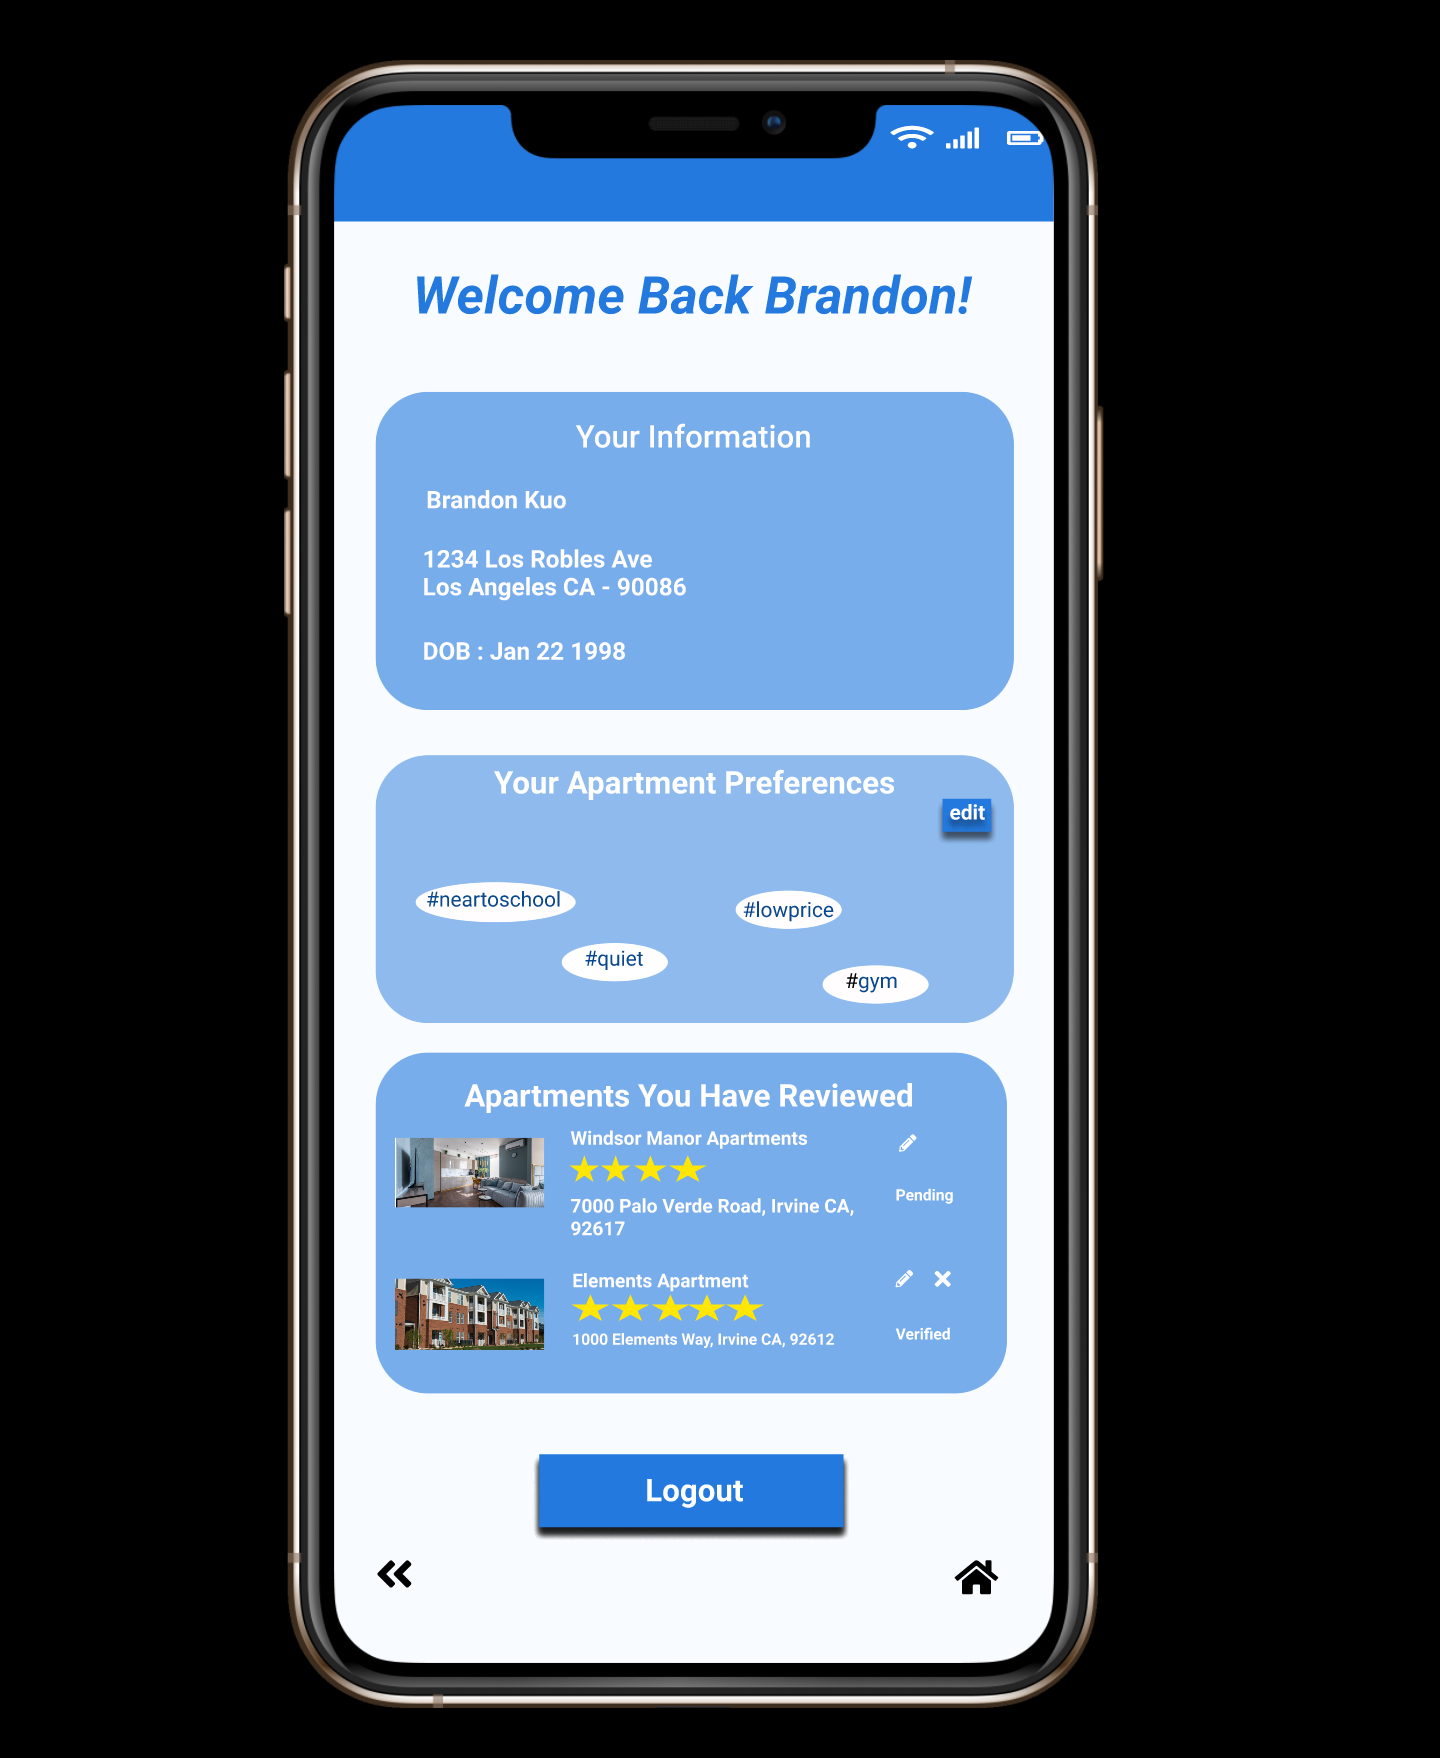 Welcome Back Brandon!
Your Information
Brandon Kuo
1234 Los Robles Ave
Los Angeles CA - 90086
DOB : Jan 22 1998
Your Apartment Preferences
edit
#neartoschool
#lowprice
#quiet
#gym
Apartments You Have Reviewed
Windsor Manor Apartments
7000 Palo Verde Road, Irvine CA,
92617
Pending
Elements Apartment
1000 Elements Way, Irvine CA, 92612
Verified
Logout